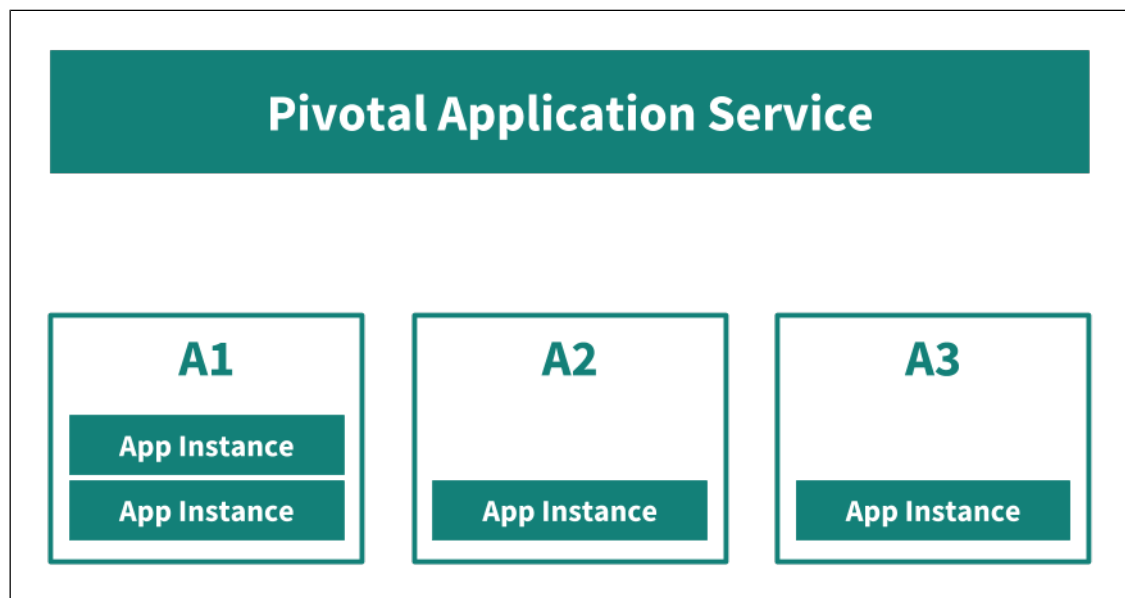 Pivotal Application Service
A1
App Instance
App Instance
A2
App Instance
A3
App Instance